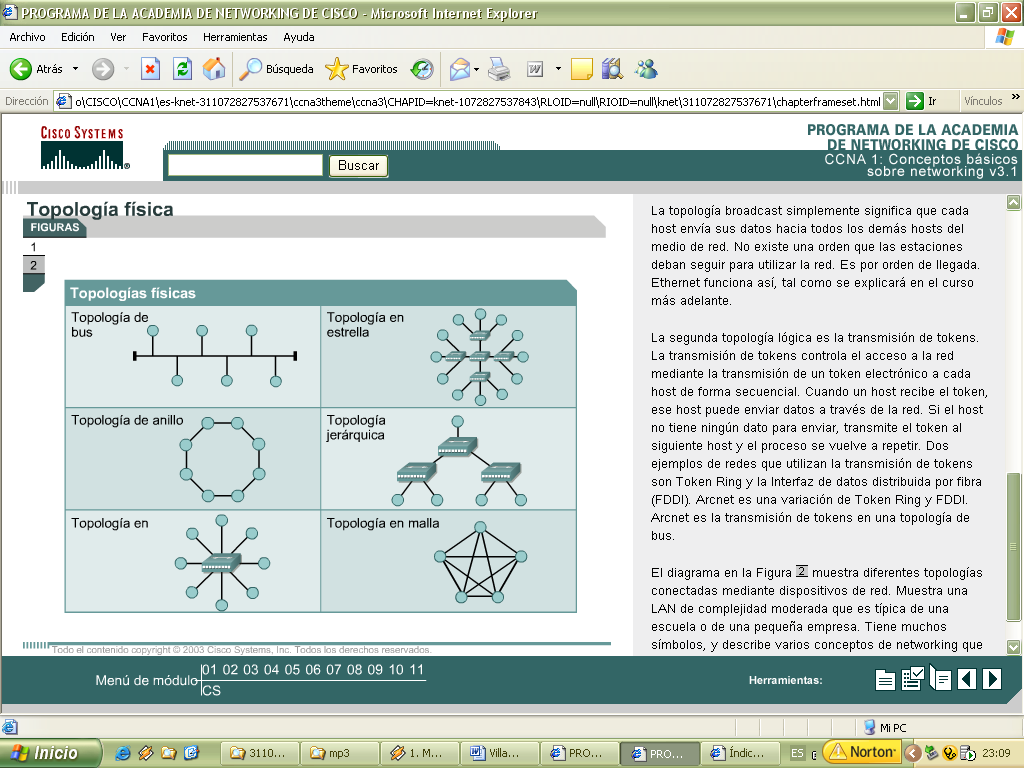 PROGRAMA DE LA ACADEMIA DE NETWORKING DE CISCO - Microsoft Internet Explorer
Archivo Edición Ver Favoritos Herramientas Ayuda
Atrás Búsqueda Favoritos
Dirección o\CISCO\CCNA1\es-knet-311072827537671\ccna3theme\ccna3\CHAPID=knet-1072827537843\RLOID=null\RIOID=null\knet\311072827537671\chapterframeset.html Ir Vínculos »
CISCO SYSTEMS
Buscar
PROGRAMA DE LA ACADEMIA
DE NETWORKING DE CISCO
CCNA 1: Conceptos básicos
sobre networking v3.1
Topología física
FIGURAS
1
2
Topologías físicas
Topología de
bus
Topología en
estrella
Topología de anillo
Topología
jerárquica
Topología en
Topología en malla
Todo el contenido copyright © 2003 Cisco Systems, Inc. Todos los derechos reservados.
La topología broadcast simplemente significa que cada
host envía sus datos hacia todos los demás hosts del
medio de red. No existe una orden que las estaciones
deban seguir para utilizar la red. Es por orden de llegada.
Ethernet funciona así, tal como se explicará en el curso
más adelante.
La segunda topología lógica es la transmisión de tokens.
La transmisión de tokens controla el acceso a la red
mediante la transmisión de un token electrónico a cada
host de forma secuencial. Cuando un host recibe el token,
ese host puede enviar datos a través de la red. Si el host
no tiene ningún dato para enviar, transmite el token al
siguiente host y el proceso se vuelve a repetir. Dos
ejemplos de redes que utilizan la transmisión de tokens
son Token Ring y la Interfaz de datos distribuida por fibra
(FDDI). Arcnet es una variación de Token Ring y FDDI.
Arcnet es la transmisión de tokens en una topología de
bus.
El diagrama en la Figura 2 muestra diferentes topologías
conectadas mediante dispositivos de red. Muestra una
LAN de complejidad moderada que es típica de una
escuela o de una pequeña empresa. Tiene muchos
símbolos, y describe varios conceptos de networking que
Menú de módulo 01 02 03 04 05 06 07 08 09 10 11
CS
Herramientas:
Mi PC
Inicio 3110... mp3 1. M... Villa... PRO... PRO... Índic... ES Norton 23:09